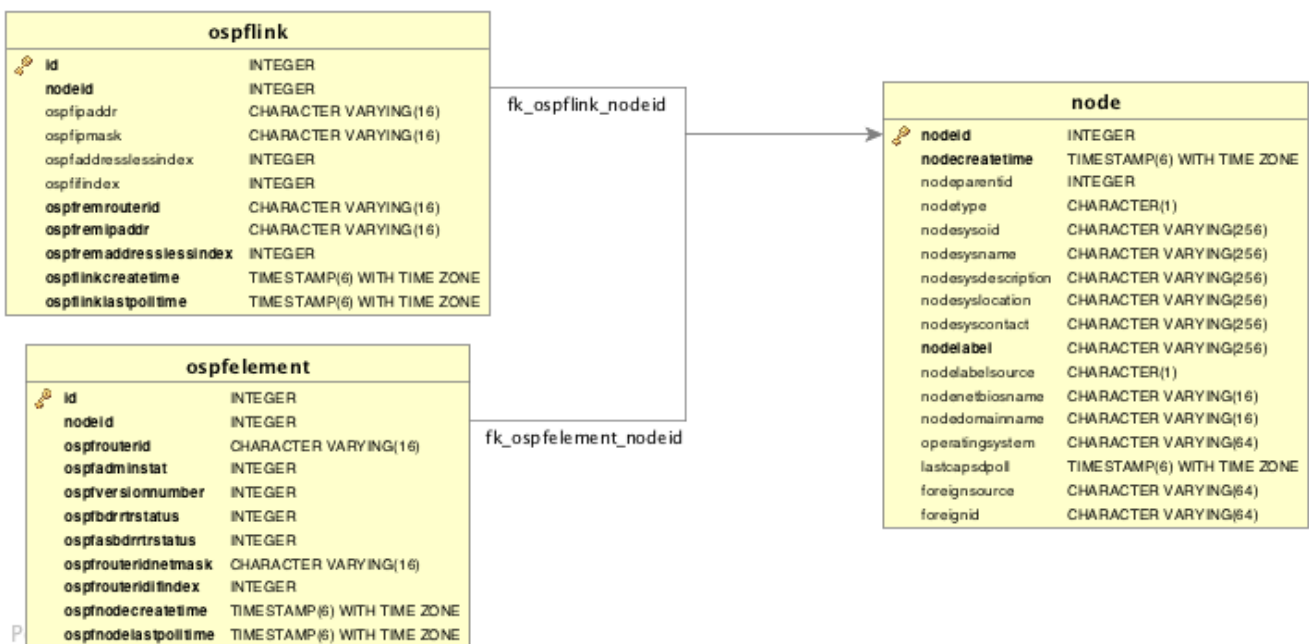 ospflink
id INTEGER
nodeid INTEGER
ospfipaddr CHARACTER VARYING(16)
ospfipmask CHARACTER VARYING(16)
ospfaddresslessindex INTEGER
ospfifindex INTEGER
ospfremrouterid CHARACTER VARYING(16)
ospfremipaddr CHARACTER VARYING(16)
ospfremaddresslessindex INTEGER
ospflinkcreatetime TIMESTAMP(6) WITH TIME ZONE
ospflinklastpolltime TIMESTAMP(6) WITH TIME ZONE
fk_ospflink_nodeid
node
nodeid INTEGER
nodecreatetime TIMESTAMP(6) WITH TIME ZONE
nodeparentid INTEGER
nodetype CHARACTER(1)
nodesysoid CHARACTER VARYING(256)
nodesysname CHARACTER VARYING(256)
nodesysdescription CHARACTER VARYING(256)
nodesyslocation CHARACTER VARYING(256)
nodesyscontact CHARACTER VARYING(256)
nodelabel CHARACTER VARYING(256)
nodelabelsource CHARACTER(1)
nodenetbiosname CHARACTER VARYING(16)
nodedomainname CHARACTER VARYING(16)
operatingsystem CHARACTER VARYING(64)
lastcapsdpoll TIMESTAMP(6) WITH TIME ZONE
foreignsource CHARACTER VARYING(64)
foreignid CHARACTER VARYING(64)
ospfelement
id INTEGER
nodeid INTEGER
ospfrouterid CHARACTER VARYING(16)
ospfadminstat INTEGER
ospfversionnumber INTEGER
ospfbdrrtrstatus INTEGER
ospfasbdrrtrstatus INTEGER
ospfrouteridnetmask CHARACTER VARYING(16)
ospfrouteridifindex INTEGER
ospfnodecreatetime TIMESTAMP(6) WITH TIME ZONE
ospfnodelastpolltime TIMESTAMP(6) WITH TIME ZONE
fk_ospfelement_nodeid